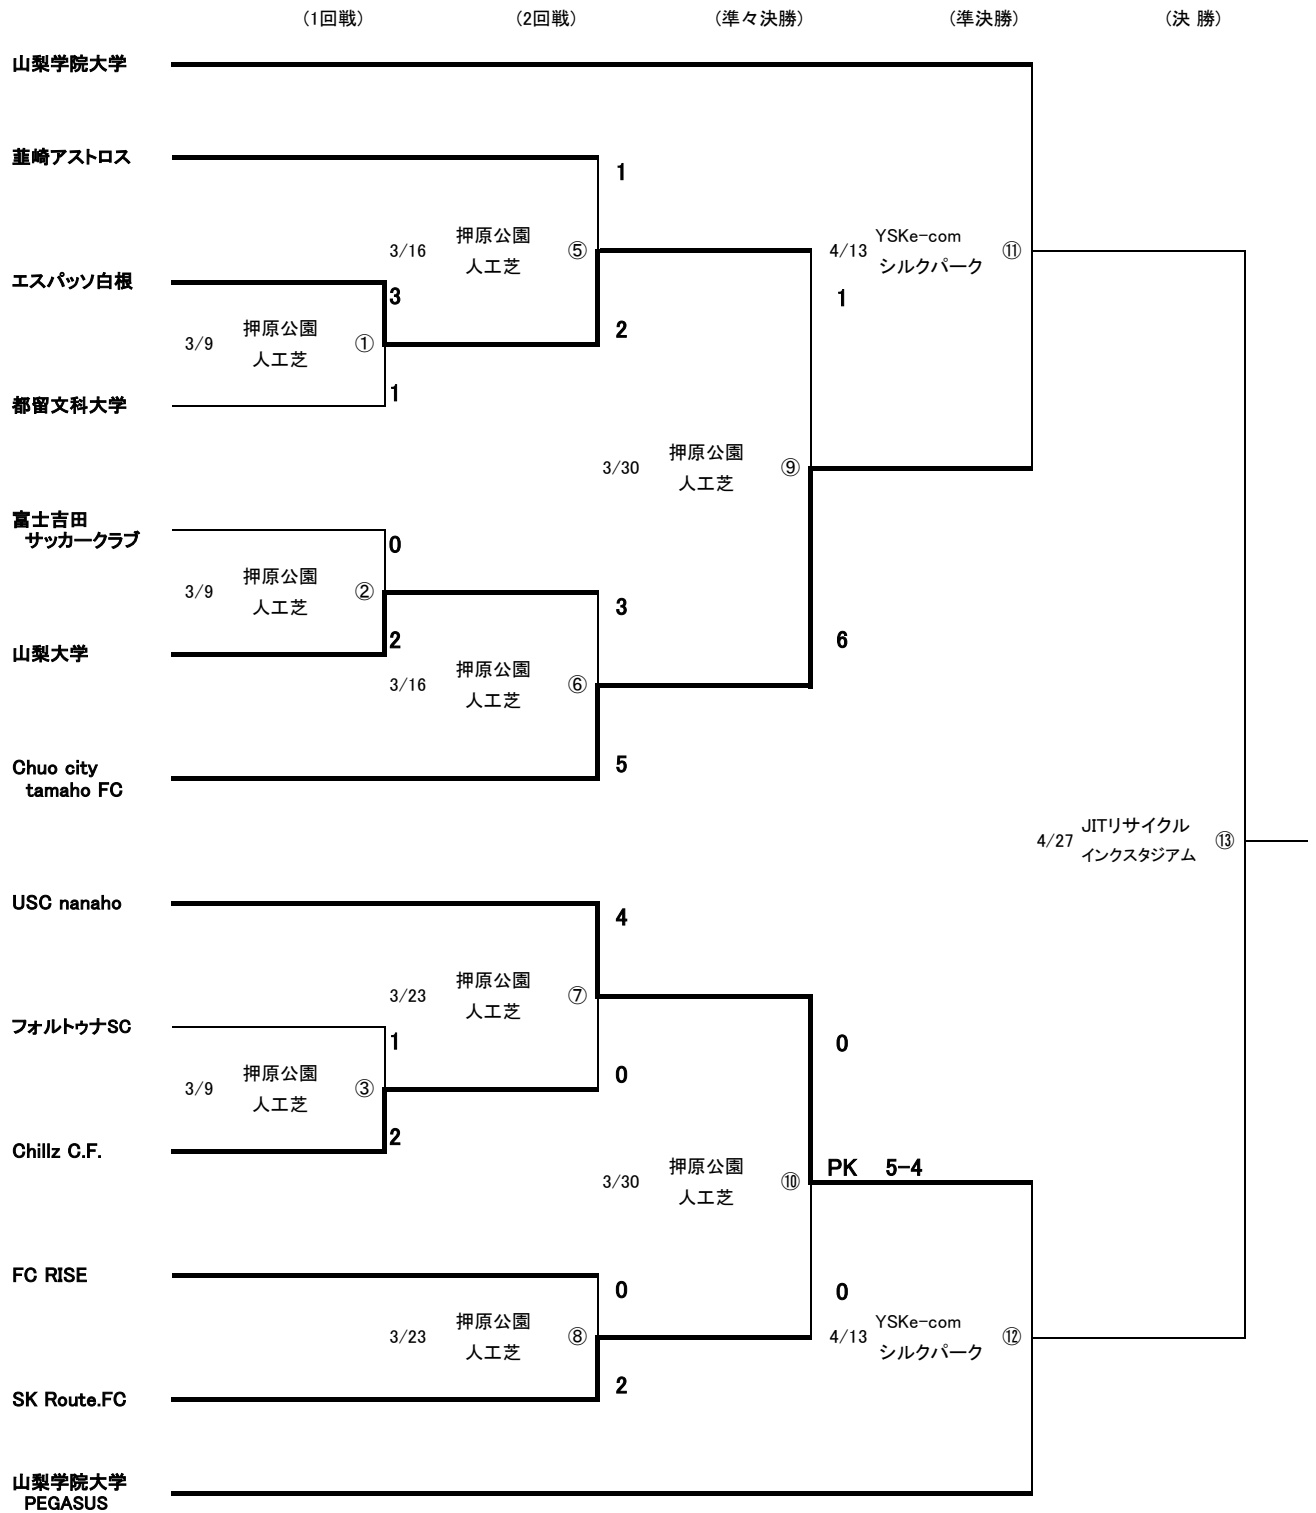 (1回戦) (2回戦) (準々決勝) (準決勝) (決 勝)
山梨学院大学
韮崎アストロス
1
3/16 押原公園 人工芝 ⑤
4/13 YSKe-com シルクパーク ⑪
エスパッソ白根
3
1
2
3/9 押原公園 人工芝 ①
1
都留文科大学
3/30 押原公園 人工芝 ⑨
富士吉田
サッカークラブ
0
3/9 押原公園 人工芝 ②
3
2
6
山梨大学
3/16 押原公園 人工芝 ⑥
5
Chuo city
tamaho FC
4/27 JITリサイクル インクスタジアム ⑬
USC nanaho
4
3/23 押原公園 人工芝 ⑦
フォルトゥナSC
1
0
0
3/9 押原公園 人工芝 ③
2
Chillz C.F.
3/30 押原公園 人工芝 ⑩
PK 5-4
FC RISE
0
0
3/23 押原公園 人工芝 ⑧
4/13 YSKe-com シルクパーク ⑫
2
SK Route.FC
山梨学院大学
PEGASUS